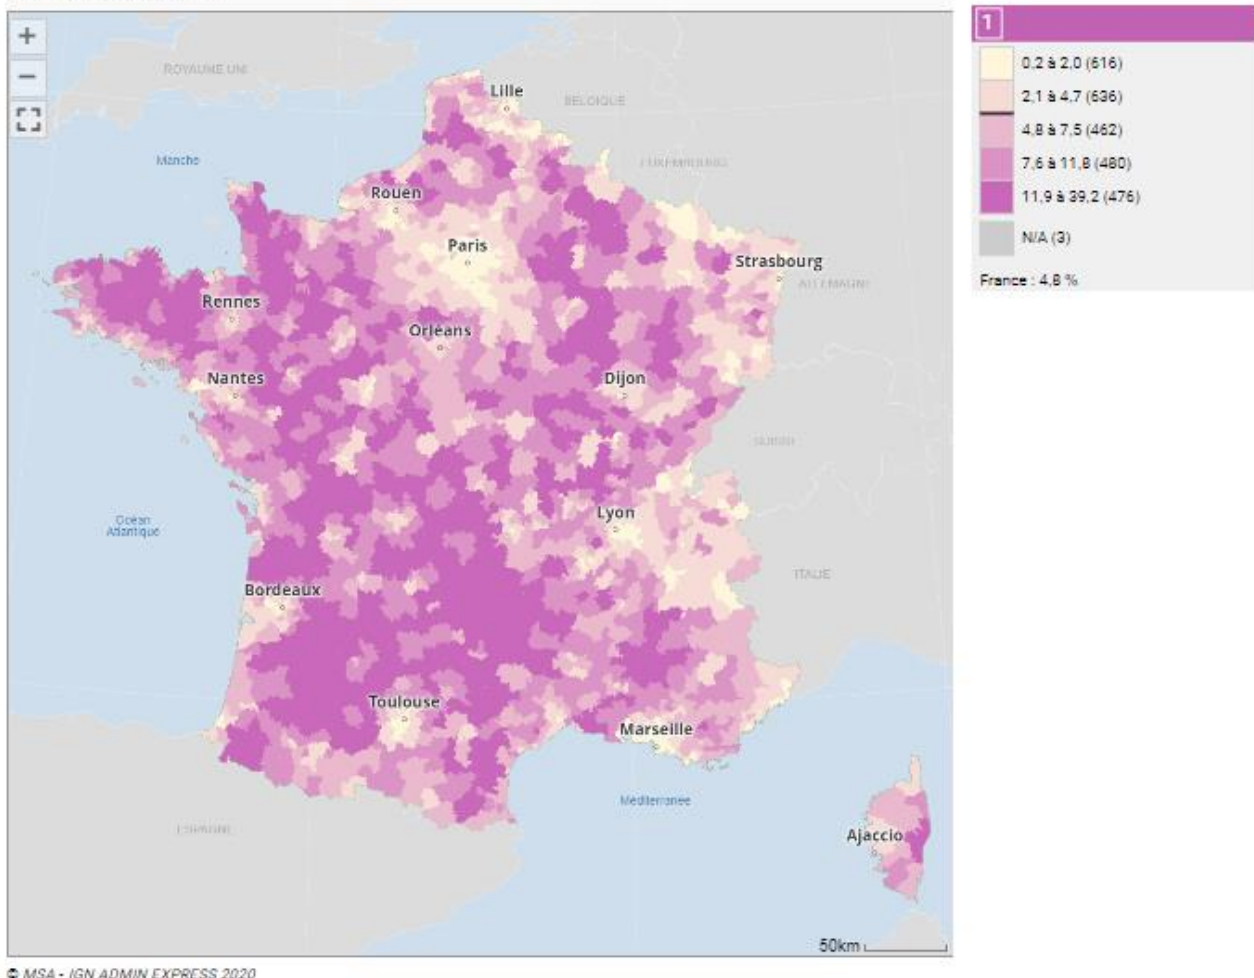 +
ROYAUME UNI
Lille
BELGIQUE
−
Manche
LUXEMBOURG
Rouen
Paris
Strasbourg
ALLEMAGNE
Rennes
Orléans
Nantes
Dijon
SUISSE
Lyon
Océan
Atlantique
ITALIE
Bordeaux
Toulouse
Marseille
Méditerranée
ESPAGNE
Ajaccio
50km
© MSA - IGN ADMIN EXPRESS 2020
1
0,2 à 2,0 (616)
2,1 à 4,7 (636)
4,8 à 7,5 (462)
7,6 à 11,8 (480)
11,9 à 39,2 (476)
N/A (3)
France : 4,8 %